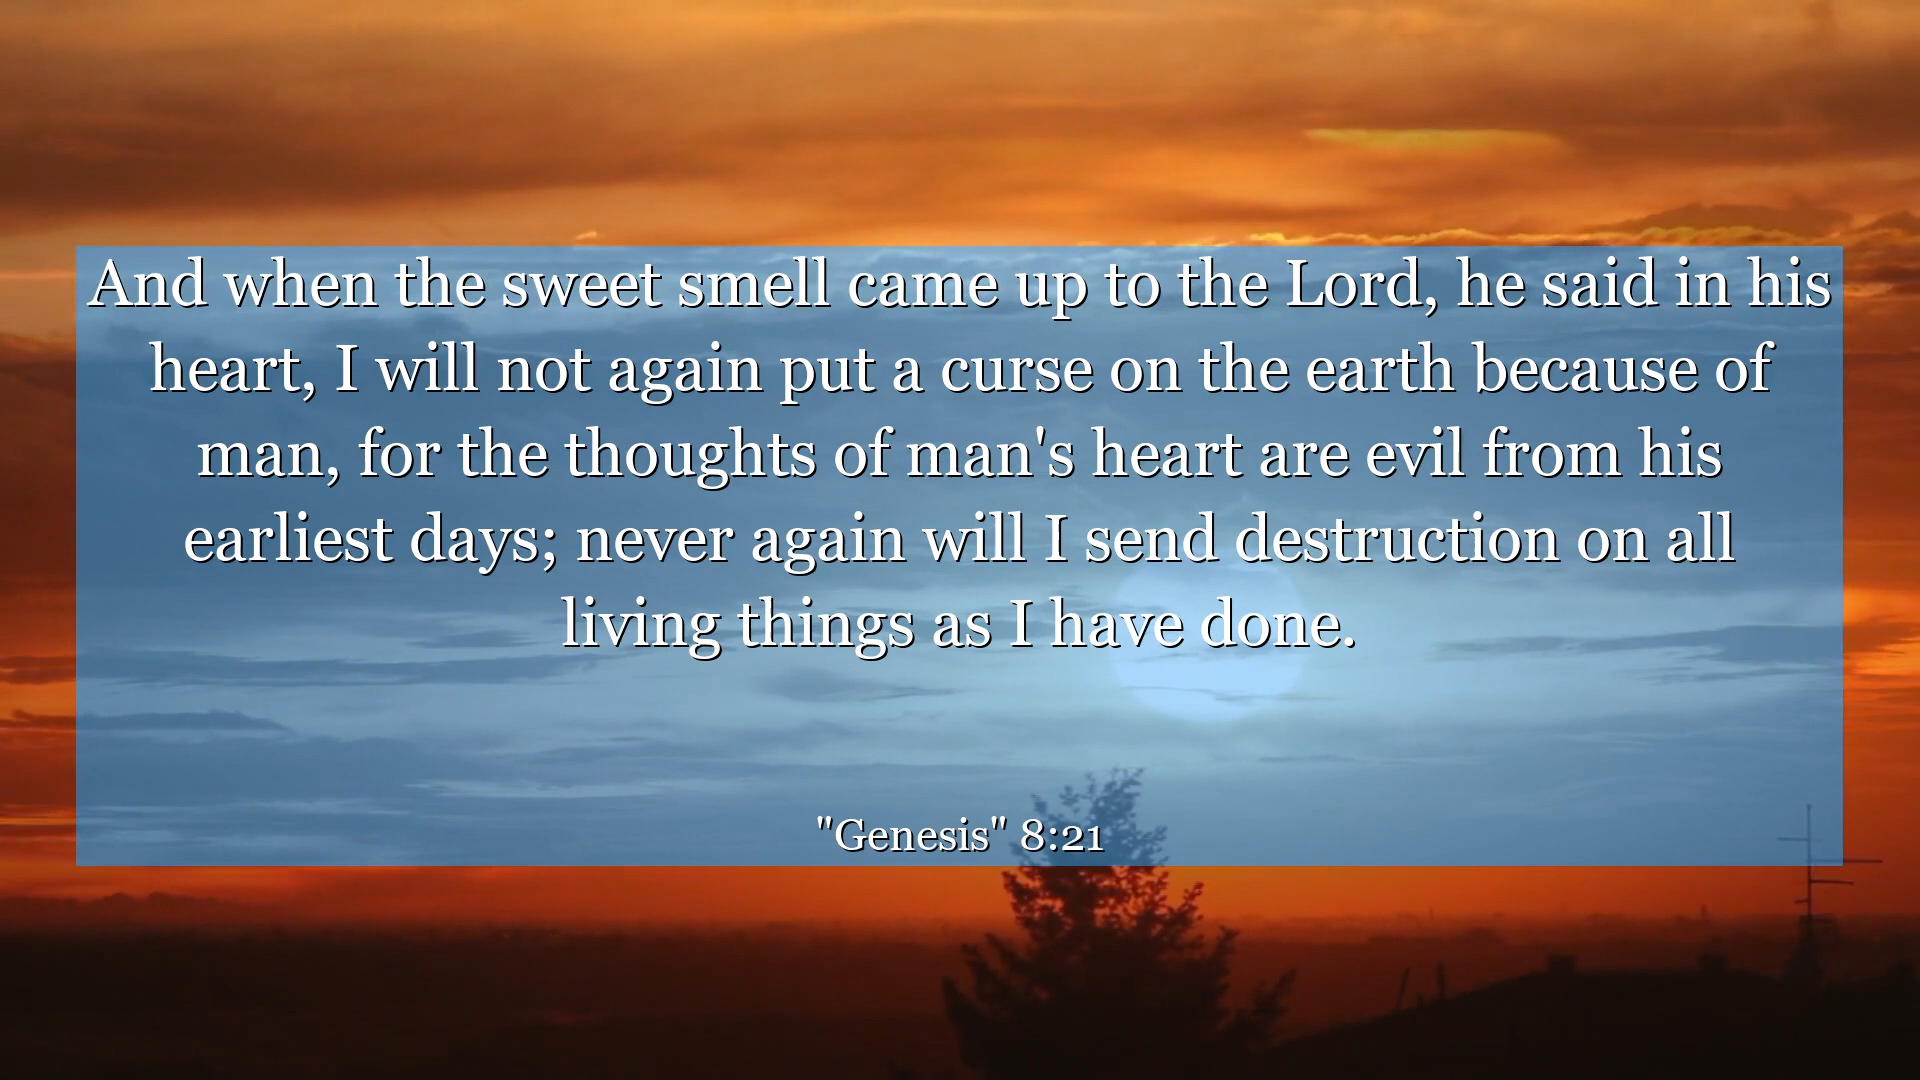 And when the sweet smell came up to the Lord, he said in his
heart, I will not again put a curse on the earth because of
man, for the thoughts of man's heart are evil from his
earliest days; never again will I send destruction on all
living things as I have done.
"Genesis" 8:21